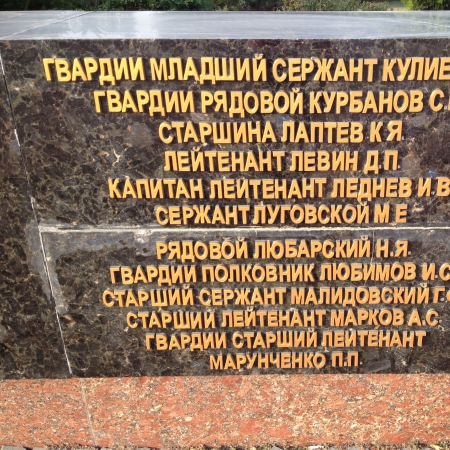 ГВАРДИИ МЛАДШИЙ СЕРЖАНТ КУЛИЕ
ГВАРДИИ РЯДОВОЙ КУРБАНОВ С.
СТАРШИНА ЛАПТЕВ К Я
ЛЕЙТЕНАНТ ЛЕВИН Д.П.
КАПИТАН ЛЕЙТЕНАНТ ЛЕДНЕВ И.В
СЕРЖАНТ ЛУГОВСКОЙ М Е
РЯДОВОЙ ЛЮБАРСКИЙ Н.Я.
ГВАРДИИ ПОЛКОВНИК ЛЮБИМОВ И.С
СТАРШИЙ СЕРЖАНТ МАЛИДОВСКИЙ Г.
СТАРШИЙ ЛЕЙТЕНАНТ МАРКОВ А.С.
ГВАРДИИ СТАРШИЙ ЛЕЙТЕНАНТ
МАРУНЧЕНКО П.П.